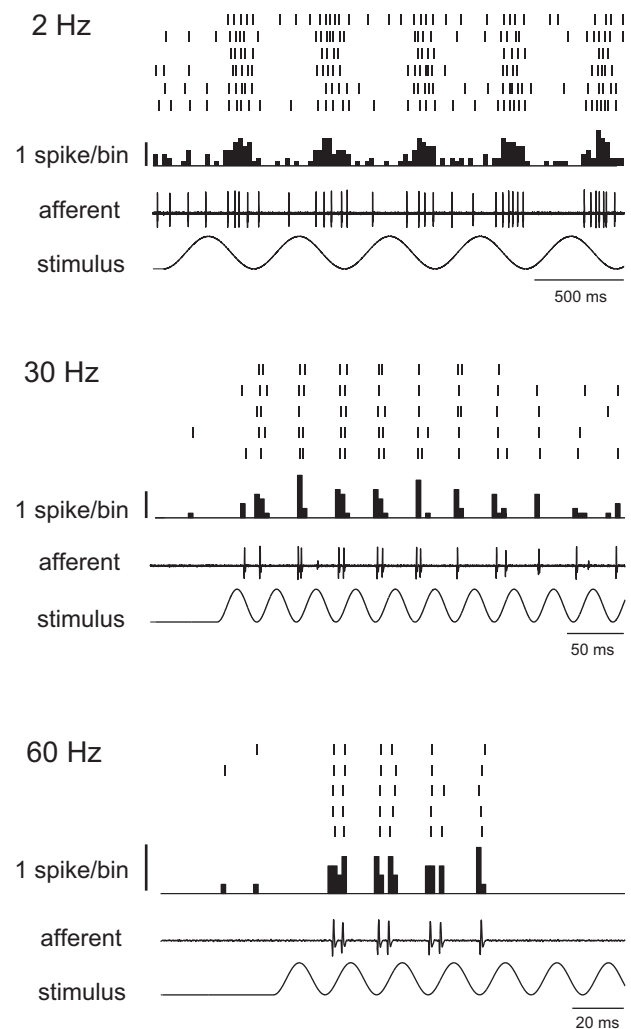 2 Hz
1 spike/bin
afferent
stimulus
500 ms
30 Hz
1 spike/bin
afferent
stimulus
50 ms
60 Hz
1 spike/bin
afferent
stimulus
20 ms